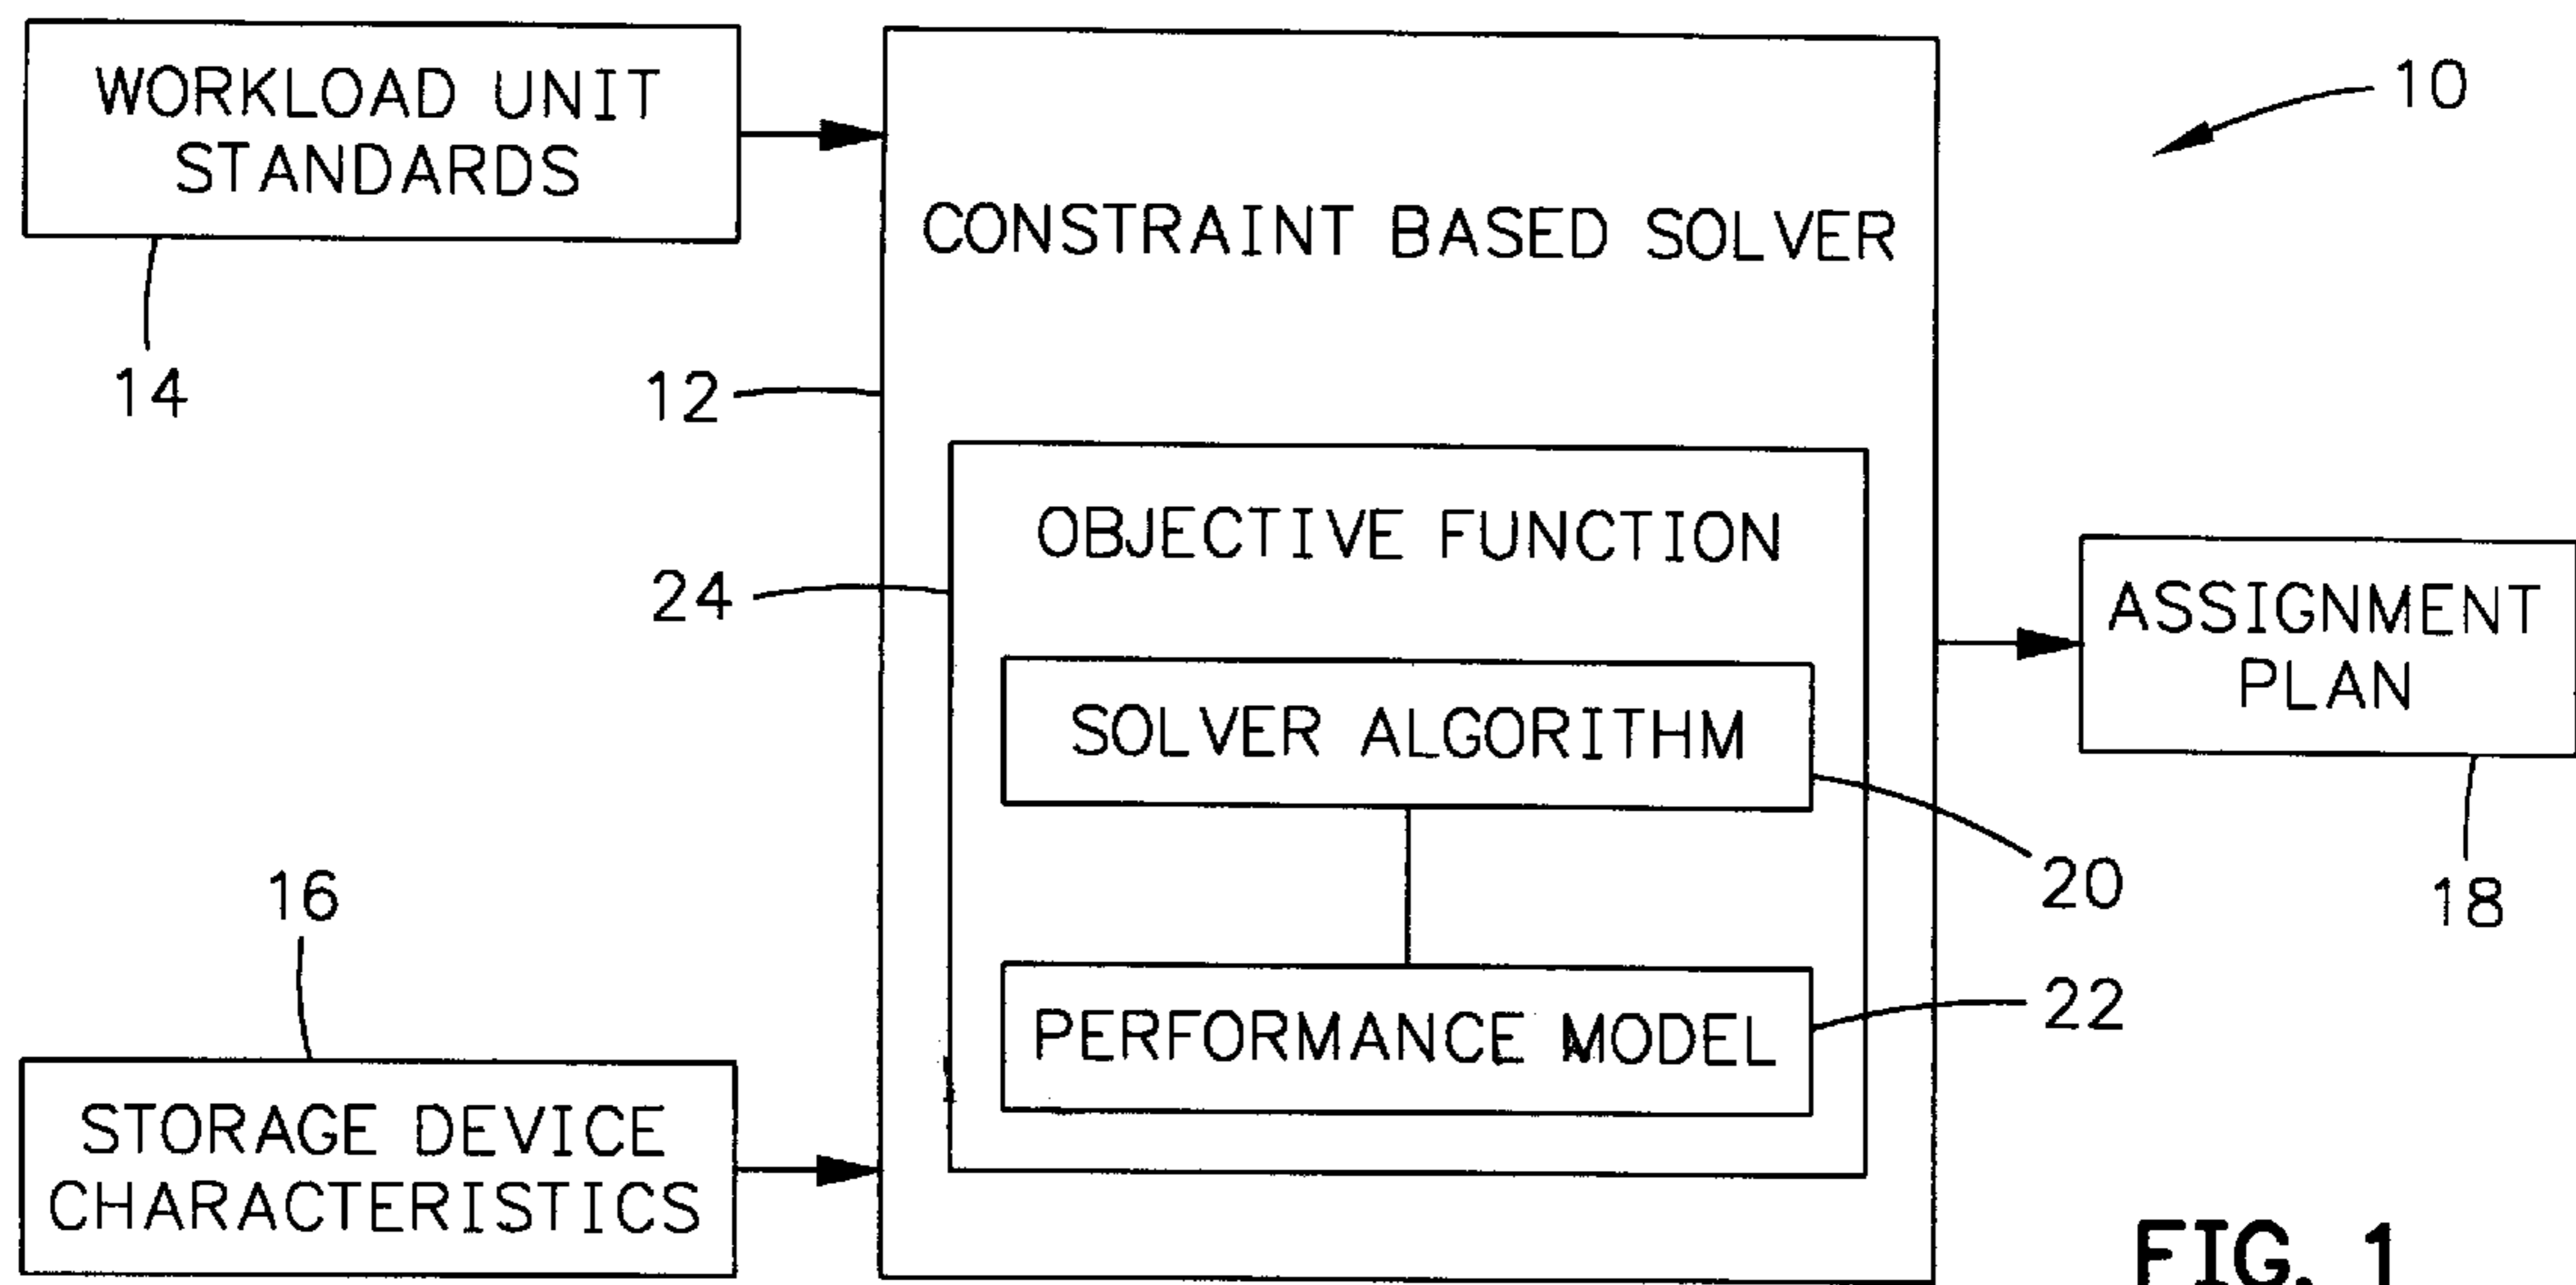 WORKLOAD UNIT
STANDARDS
14
10
CONSTRAINT BASED SOLVER
12
OBJECTIVE FUNCTION
24
SOLVER ALGORITHM
20
ASSIGNMENT
PLAN
18
16
PERFORMANCE MODEL
22
STORAGE DEVICE
CHARACTERISTICS
FIG. 1